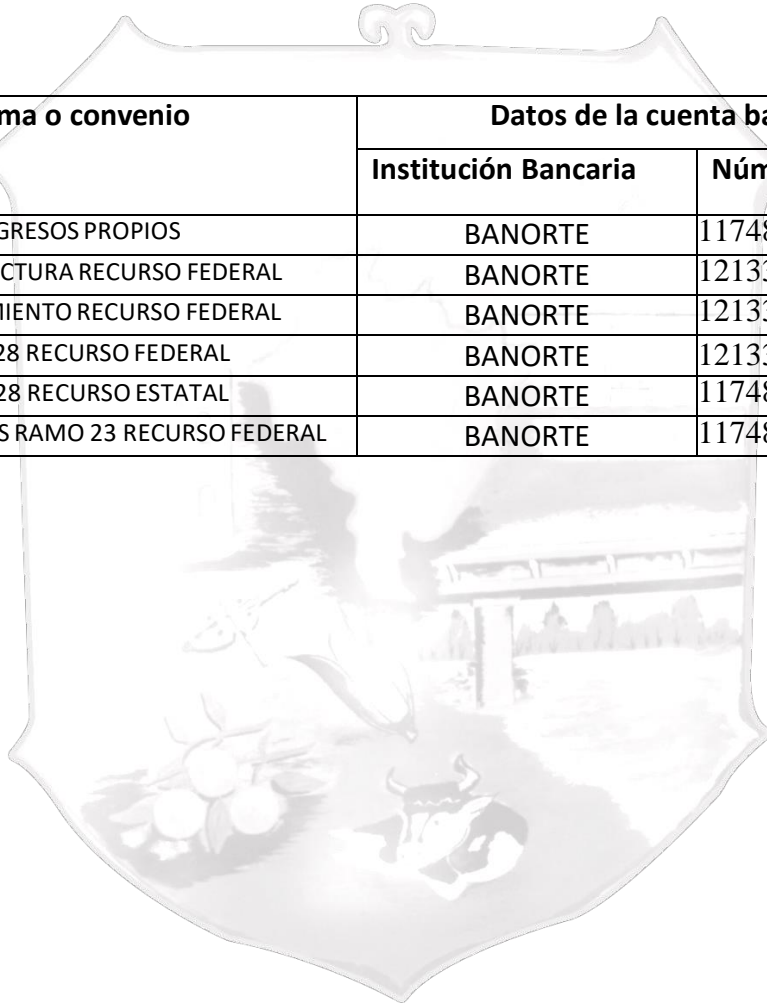 ma o convenio Datos de la cuenta ba
Institución Bancaria Núm
GRESOS PROPIOS BANORTE 11748
CTURA RECURSO FEDERAL BANORTE 12133
MIENTO RECURSO FEDERAL BANORTE 12133
28 RECURSO FEDERAL BANORTE 12133
28 RECURSO ESTATAL BANORTE 11748
S RAMO 23 RECURSO FEDERAL BANORTE 11748